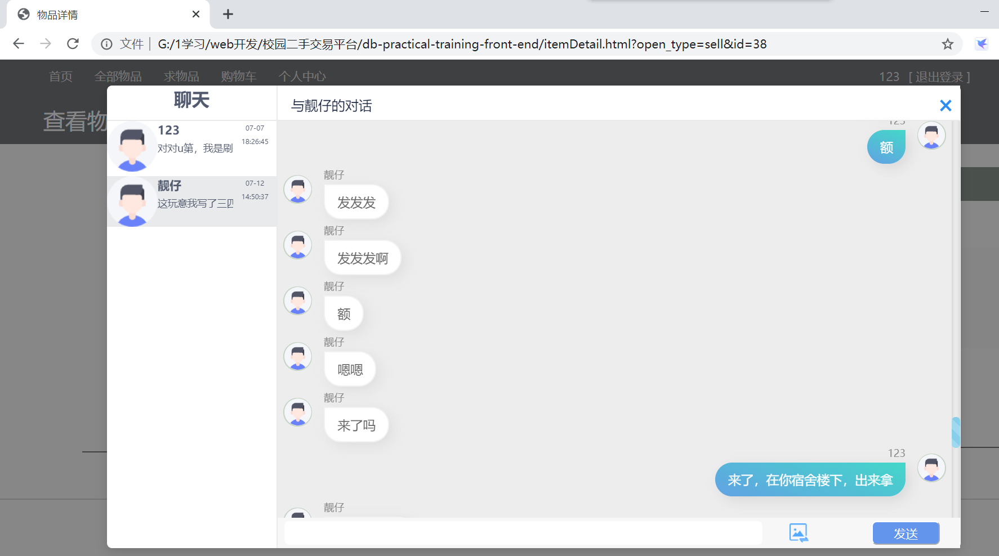 物品详情
文件 G:/1学习/web开发/校园二手交易平台/db-practical-training-front-end/itemDetail.html?open_type=sell&id=38
首页 全部物品 求物品 购物车 个人中心 123 [ 退出登录 ]
查看物
聊天
123 07-07
18:26:45
对对u第，我是刷
靓仔 07-12
14:50:37
这玩意我写了三四
与靓仔的对话
123
额
靓仔
发发发
靓仔
发发发啊
靓仔
额
靓仔
嗯嗯
靓仔
来了吗
123
来了，在你宿舍楼下，出来拿
靓仔
发送